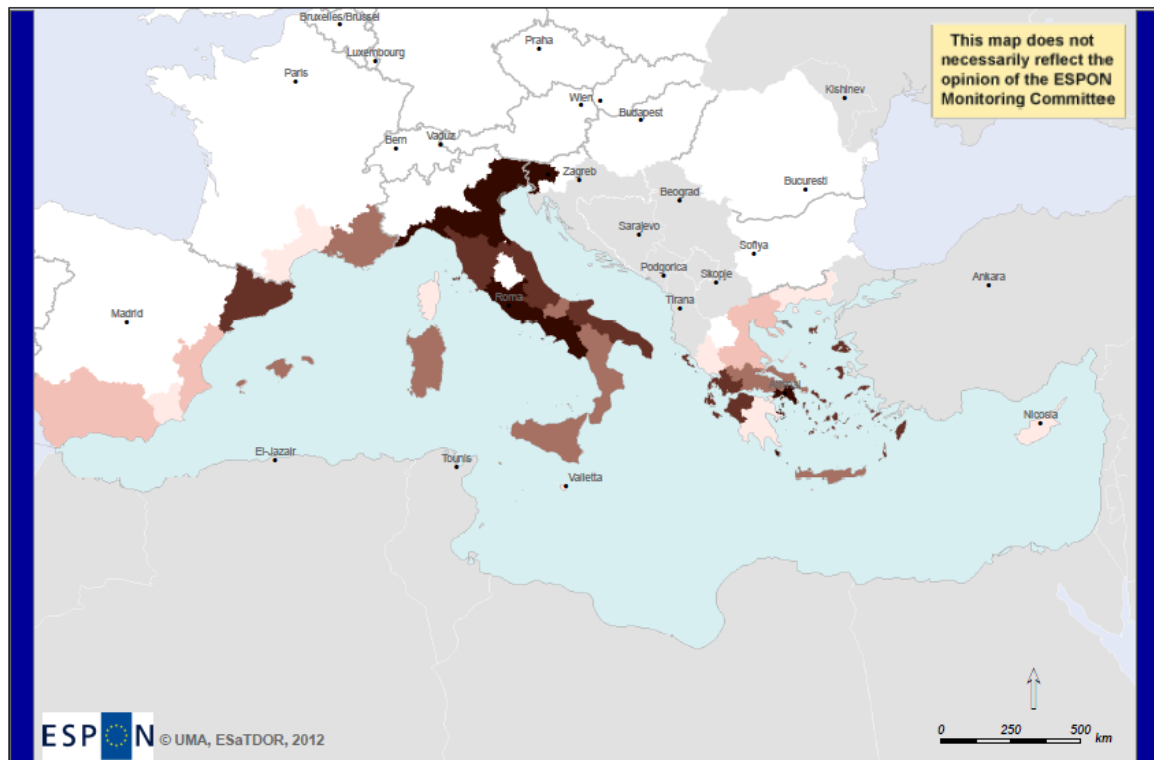 Bruxelles/Brussel
Praha
Luxembourg
Paris
This map does not
necessarily reflect the
opinion of the ESPON
Monitoring Committee
Kishinev
Wien
Budapest
Bern
Vaduz
Zagreb
Bucuresti
Beograd
Sarajevo
Sofiya
Podgorica
Skopje
Ankara
Tirana
Roma
Madrid
Nicosia
El-Jazair
Tounis
Valletta
ESPON © UMA, ESaTDOR, 2012
0 250 500
km